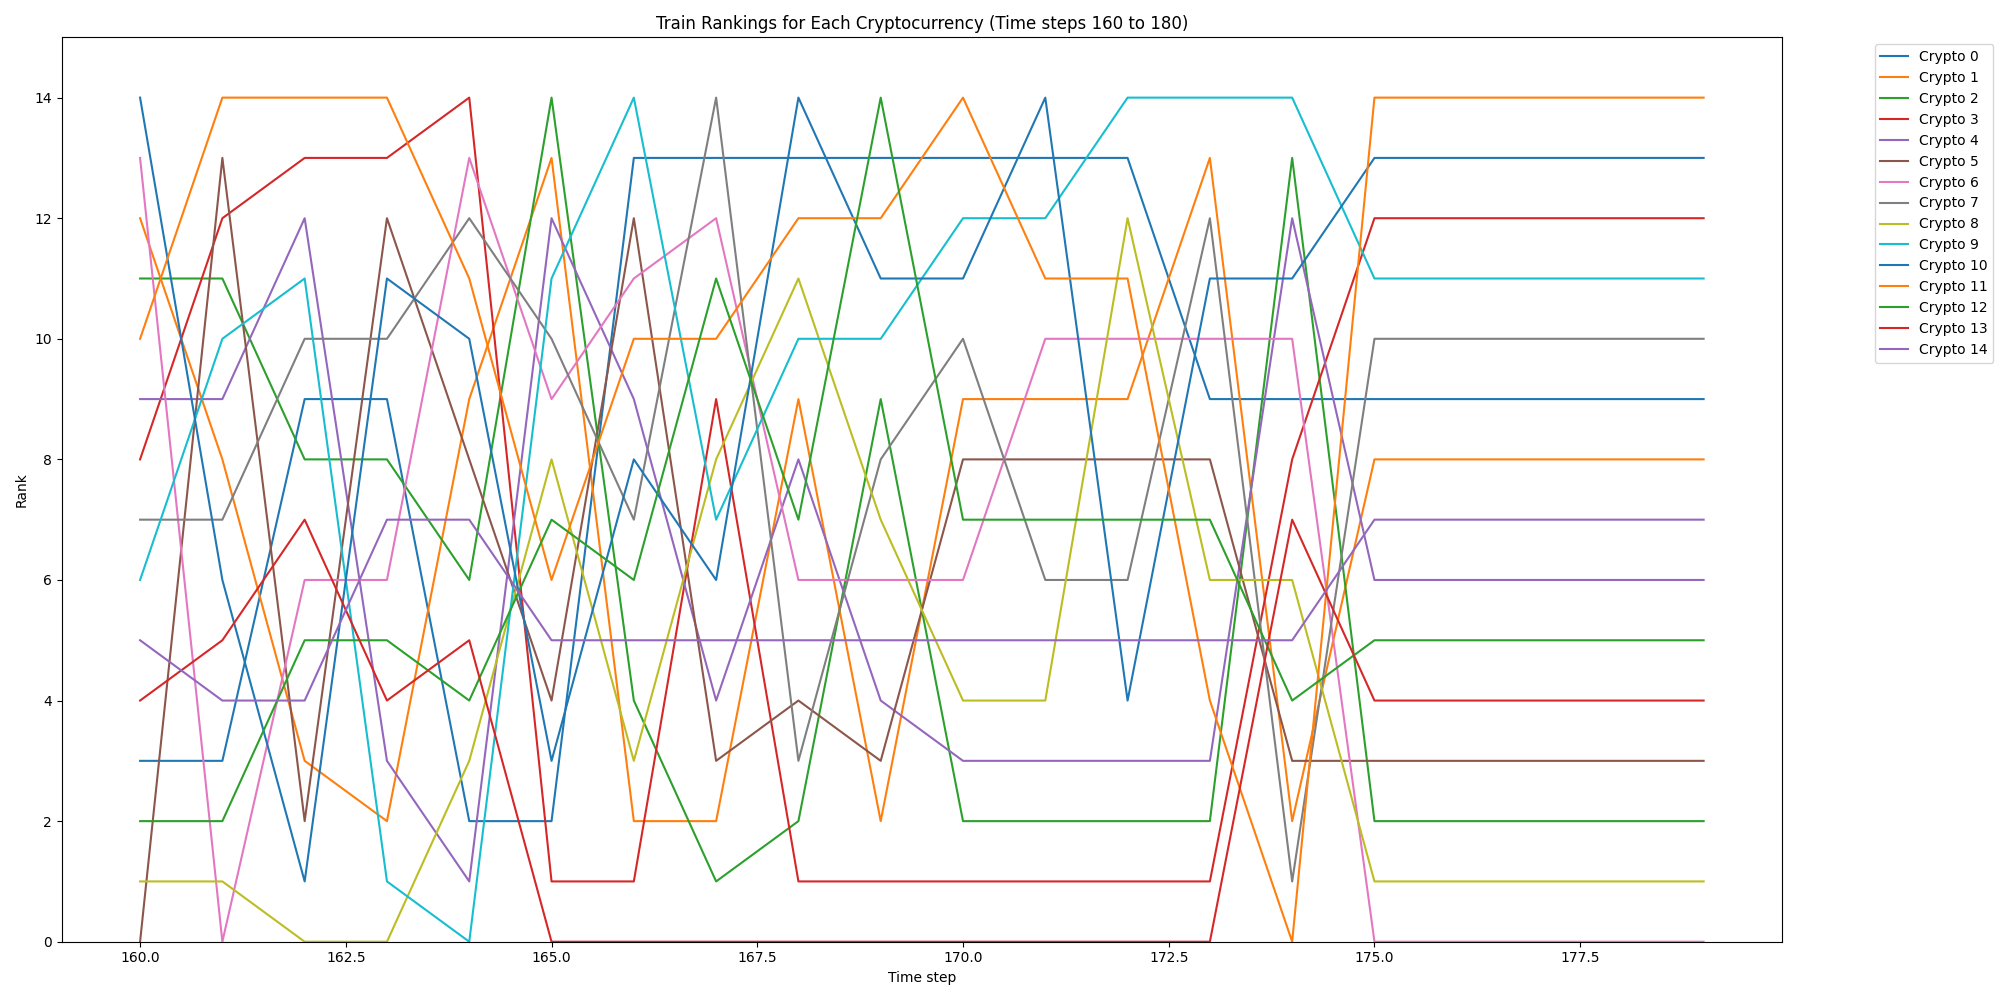 Train Rankings for Each Cryptocurrency (Time steps 160 to 180)
Rank
14
12
10
8
6
4
2
0
160.0 162.5 165.0 167.5 170.0 172.5 175.0 177.5
Time step
Crypto 0
Crypto 1
Crypto 2
Crypto 3
Crypto 4
Crypto 5
Crypto 6
Crypto 7
Crypto 8
Crypto 9
Crypto 10
Crypto 11
Crypto 12
Crypto 13
Crypto 14